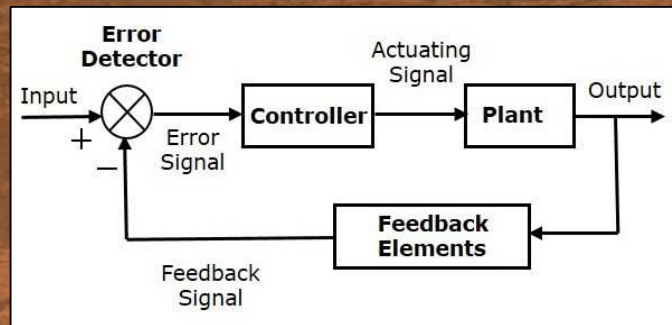 Error
Detector
Input
+
−
Error
Signal
Controller
Actuating
Signal
Plant
Output
Feedback
Elements
Feedback
Signal